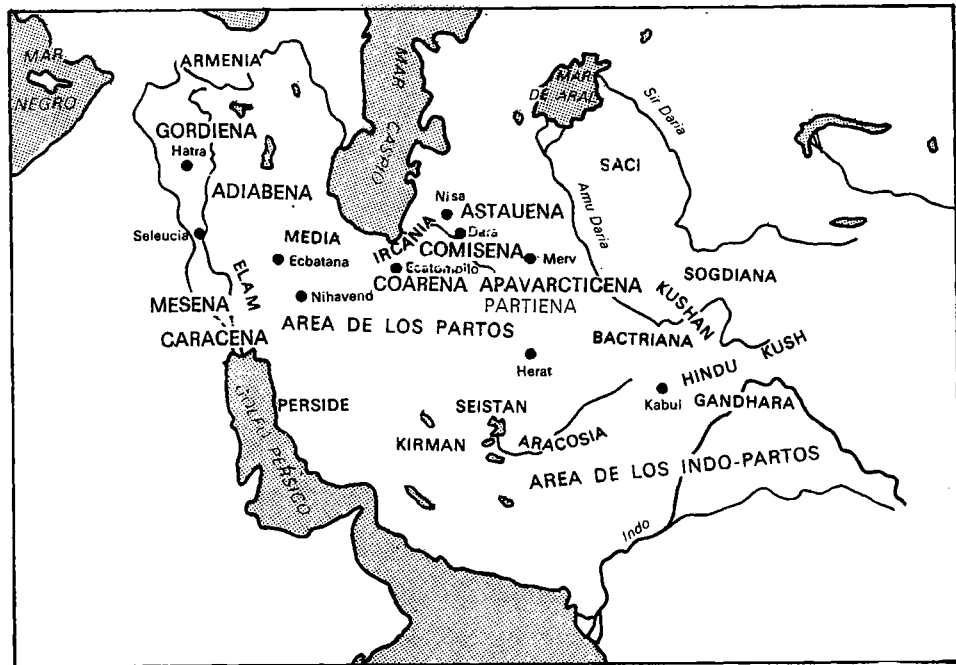 MAR
NEGRO
ARMENIA
MAR
CASPIO
MAR
DE ARAL
Sir Daria
GORDIENA
Hatra
SACI
ADIABENA
Amu Daria
Nisa
ASTAUENA
Seleucia
MEDIA
IRCANIA
Dara
COMISENA
Ecbatana
Ecatompilo
Merv
SOGDIANA
ELAM
COARENA APAVARCTICENA
MESENA
Nihavend
PARTIENA
KUSHAN
AREA DE LOS PARTOS
CARACENA
BACTRIANA
HINDU KUSH
Herat
Kabul
GANDHARA
GOLFO PERSICO
PERSIDE
SEISTAN
KIRMAN
ARACOSIA
AREA DE LOS INDO-PARTOS
Indo